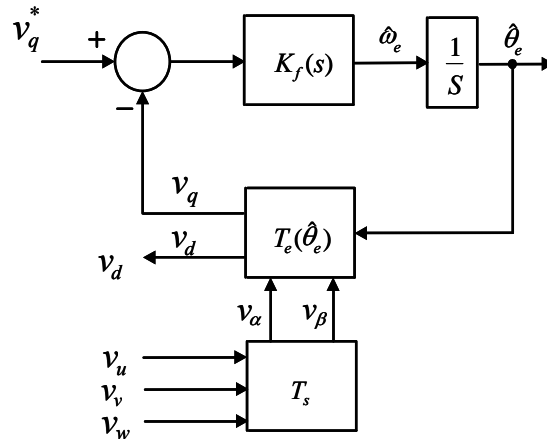 v_q^*
+
−
K_f(s)
ω̂_e
1/S
θ̂_e
v_q
T_e(θ̂_e)
v_d
v_d
v_α
v_β
v_u
v_v
v_w
T_s